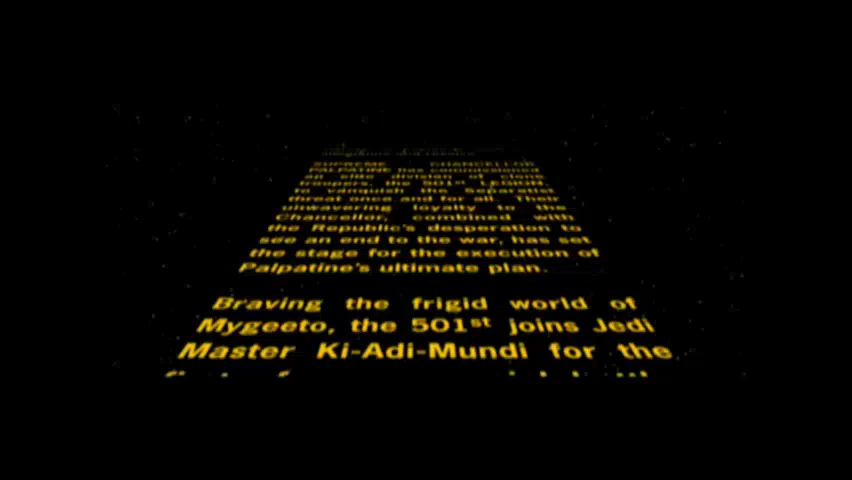 SUPREME CHANCELLOR
PALPATINE has commissioned
an elite division of clone
troopers, the 501st LEGION,
to vanquish the Separatist
threat once and for all. Their
unwavering loyalty to the
Chancellor, combined with
the Republic's desperation to
see an end to the war, has set
the stage for the execution of
Palpatine's ultimate plan.
Braving the frigid world of
Mygeeto, the 501st joins Jedi
Master Ki-Adi-Mundi for the